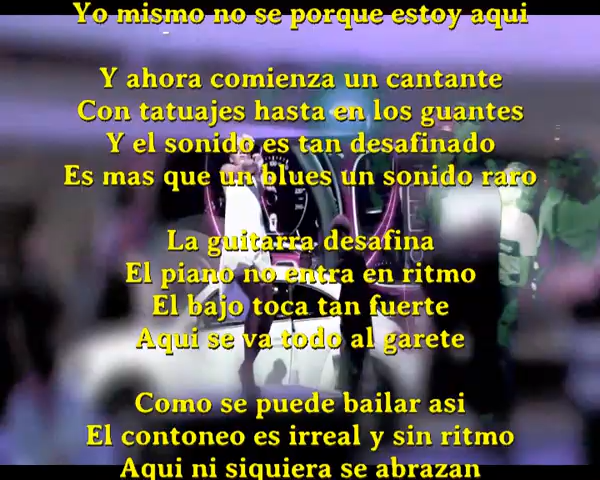 Yo mismo no se porque estoy aqui
Y ahora comienza un cantante
Con tatuajes hasta en los guantes
Y el sonido es tan desafinado
Es mas que un blues un sonido raro
La guitarra desafina
El piano no entra en ritmo
El bajo toca tan fuerte
Aqui se va todo al garete
Como se puede bailar asi
El contoneo es irreal y sin ritmo
Aqui ni siquiera se abrazan